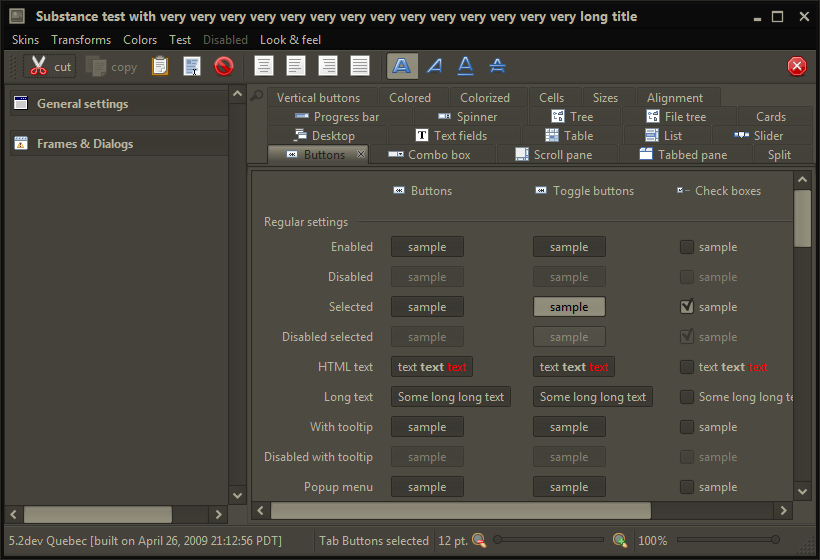 Substance test with very very very very very very very very very very very very very very long title
Skins Transforms Colors Test Disabled Look & feel
cut copy
General settings
Frames & Dialogs
Vertical buttons Colored Colorized Cells Sizes Alignment
Progress bar Spinner Tree File tree Cards
Desktop Text fields Table List Slider
Buttons Combo box Scroll pane Tabbed pane Split
Buttons Toggle buttons Check boxes
Regular settings
Enabled sample sample sample
Disabled sample sample sample
Selected sample sample sample
Disabled selected sample sample sample
HTML text text text text text text text text text text
Long text Some long long text Some long long text Some long long te
With tooltip sample sample sample
Disabled with tooltip sample sample sample
Popup menu sample sample sample
5.2dev Quebec [built on April 26, 2009 21:12:56 PDT] Tab Buttons selected 12 pt. 100%